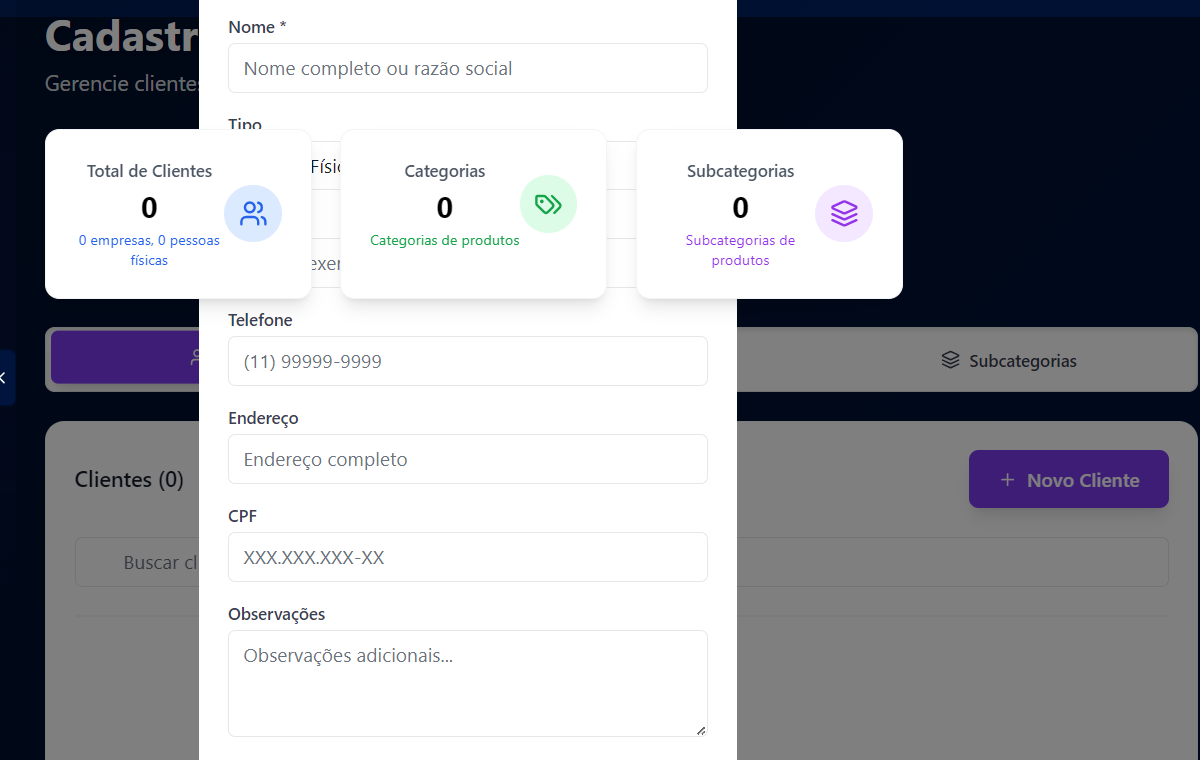 Cadastr
Gerencie clientes
Nome *
Nome completo ou razão social
Tipo
Total de Clientes
0
0 empresas, 0 pessoas
físicas
Categorias
0
Categorias de produtos
Subcategorias
0
Subcategorias de
produtos
Telefone
(11) 99999-9999
Subcategorias
Endereço
Endereço completo
Clientes (0)
+ Novo Cliente
CPF
XXX.XXX.XXX-XX
Buscar cl
Observações
Observações adicionais...